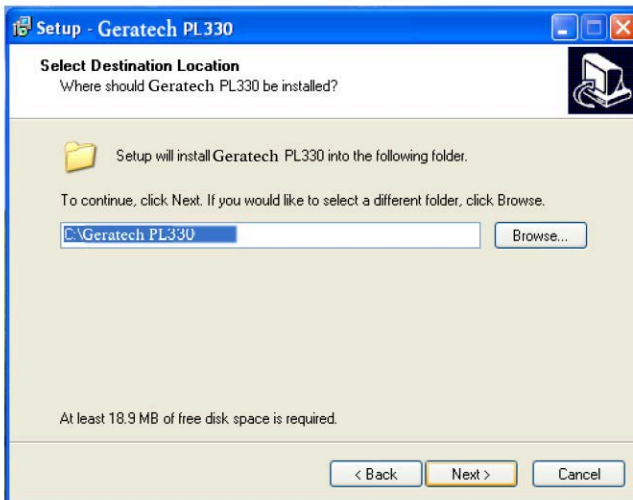 Setup - Geratech PL330
Select Destination Location
Where should Geratech PL330 be installed?
Setup will install Geratech PL330 into the following folder.
To continue, click Next. If you would like to select a different folder, click Browse.
C:\Geratech PL330
Browse...
At least 18.9 MB of free disk space is required.
< Back
Next >
Cancel